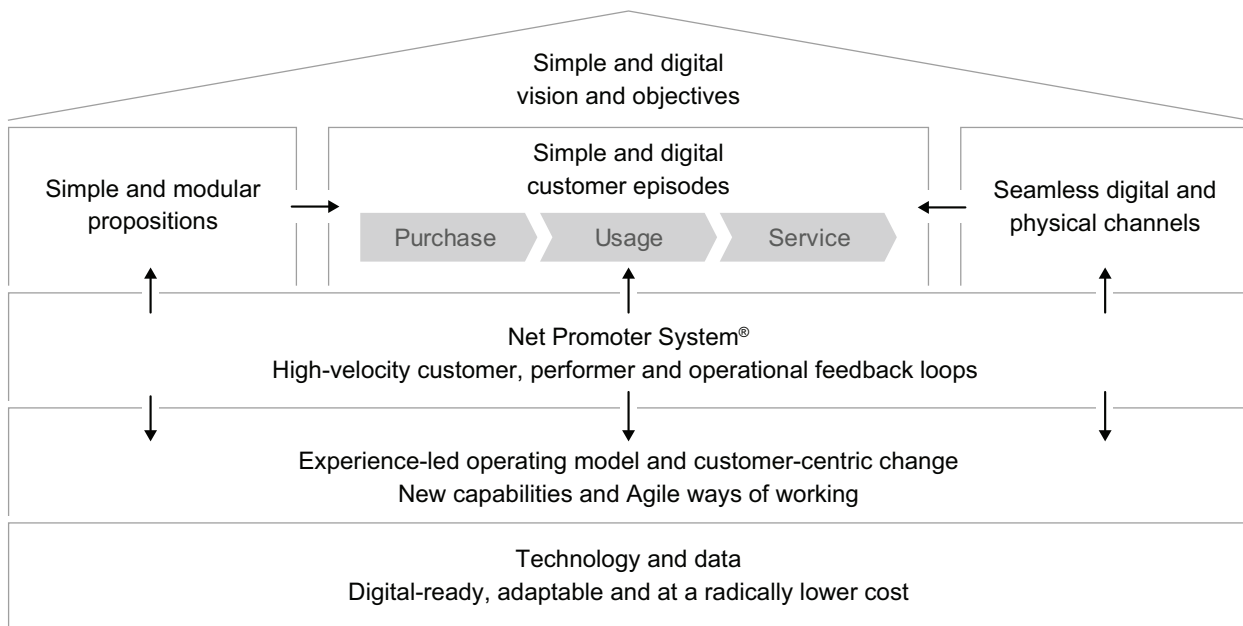 Simple and digital
vision and objectives
Simple and modular
propositions
Simple and digital
customer episodes
Purchase
Usage
Service
Seamless digital and
physical channels
Net Promoter System®
High-velocity customer, performer and operational feedback loops
Experience-led operating model and customer-centric change
New capabilities and Agile ways of working
Technology and data
Digital-ready, adaptable and at a radically lower cost